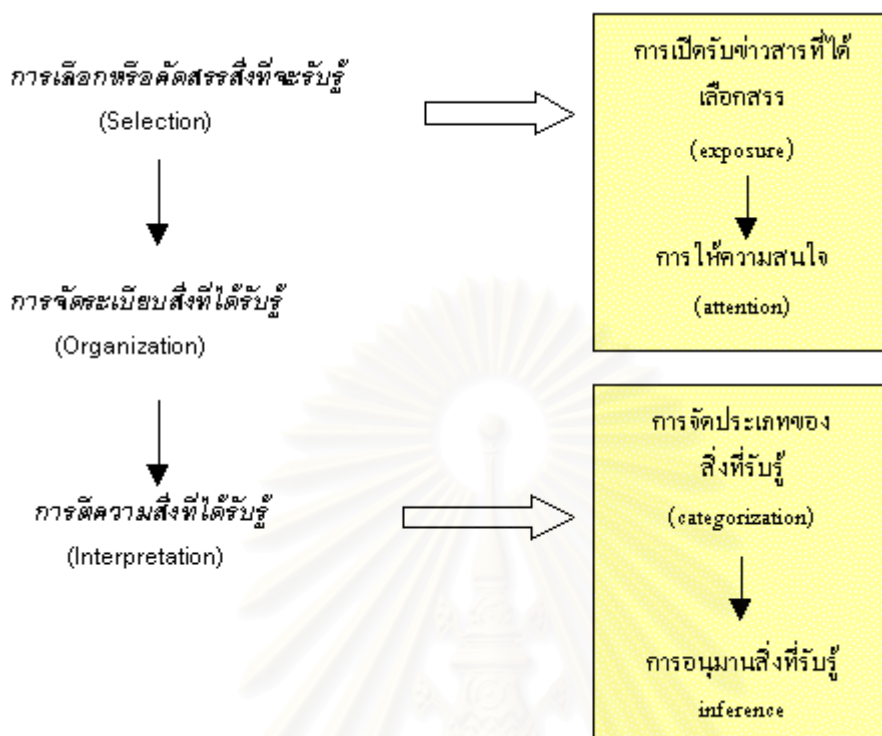 การเลือกหรือคัดสรรสิ่งที่จะรับรู้
(Selection)
การจัดระเบียบสิ่งที่ได้รับรู้
(Organization)
การตีความสิ่งที่ได้รับรู้
(Interpretation)
การเปิดรับข่าวสารที่ได้
เลือกสรร
(exposure)
การให้ความสนใจ
(attention)
การจัดประเภทของ
สิ่งที่รับรู้
(categorization)
การอนุมานสิ่งที่รับรู้
inference